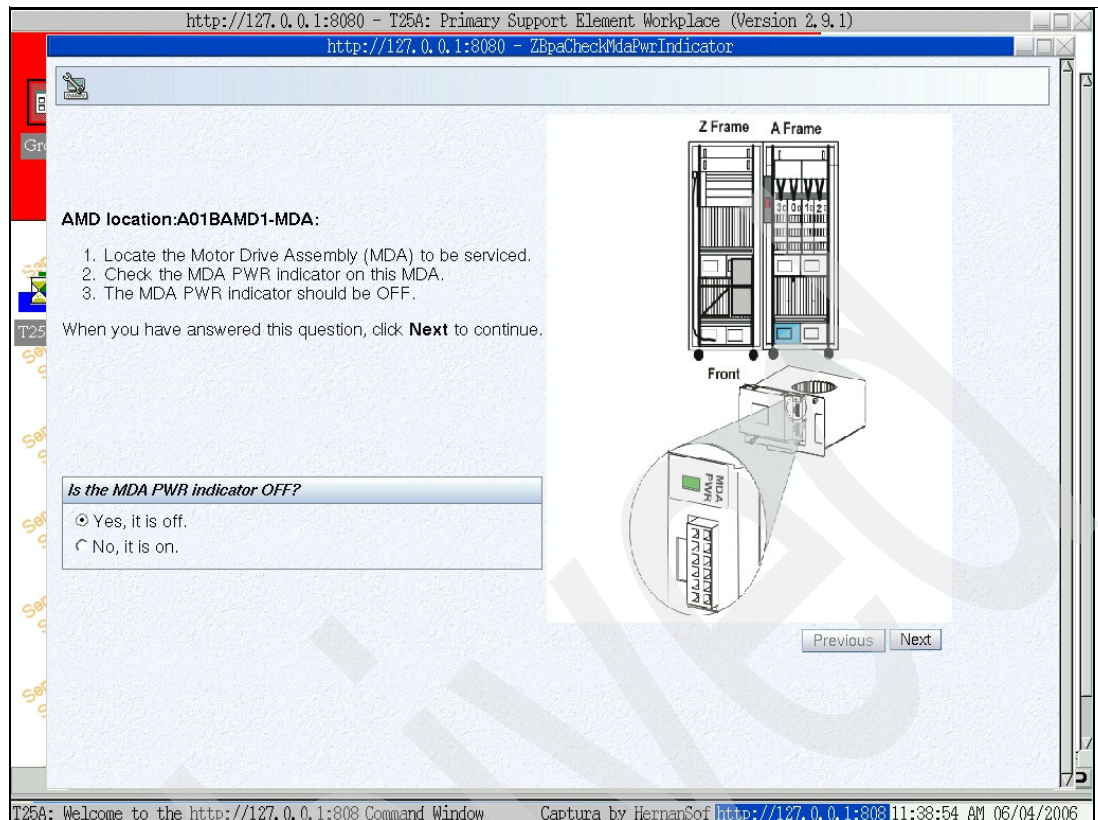 http://127.0.0.1:8080 - T25A: Primary Support Element Workplace (Version 2.9.1)
http://127.0.0.1:8080 - ZBpaCheckMdaPwrIndicator
Z Frame A Frame
AMD location:A01BAMD1-MDA:
1. Locate the Motor Drive Assembly (MDA) to be serviced.
2. Check the MDA PWR indicator on this MDA.
3. The MDA PWR indicator should be OFF.
When you have answered this question, click Next to continue.
Front
MDA
PWR
Is the MDA PWR indicator OFF?
Yes, it is off.
No, it is on.
Previous Next
T25A: Welcome to the http://127.0.0.1:808 Command Window Captura by HernanSof http://127.0.0.1:808 11:38:54 AM 06/04/2006